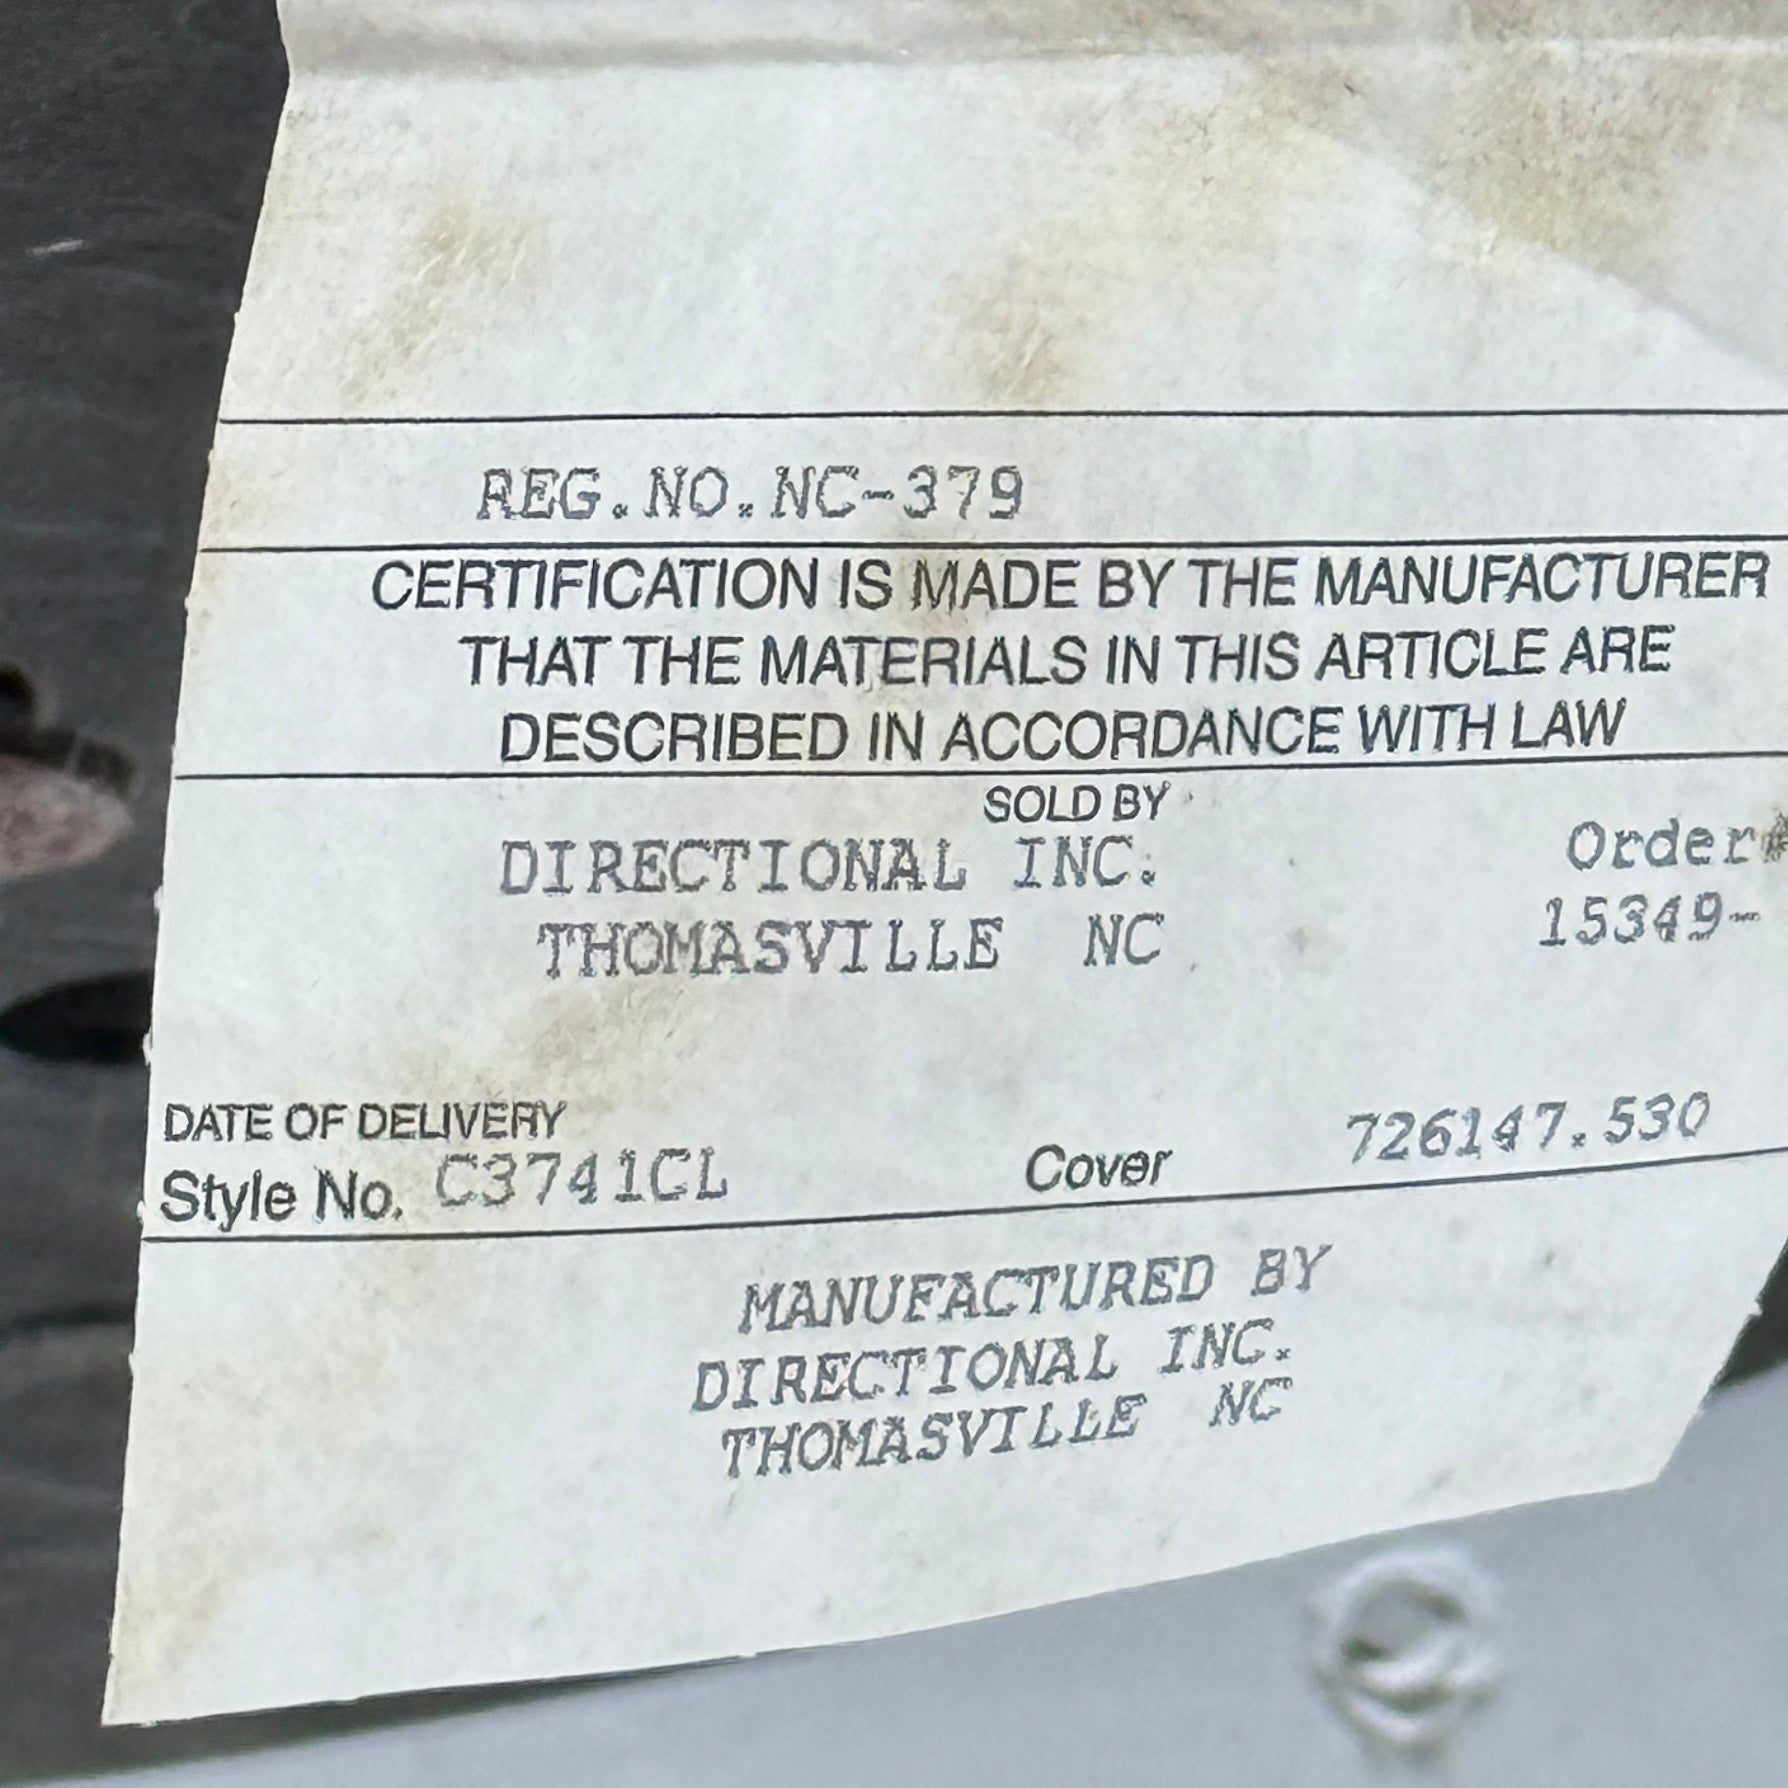 REG.NO.NC-379
CERTIFICATION IS MADE BY THE MANUFACTURER
THAT THE MATERIALS IN THIS ARTICLE ARE
DESCRIBED IN ACCORDANCE WITH LAW
SOLD BY
DIRECTIONAL INC.
THOMASVILLE NC
Order#
15349-
DATE OF DELIVERY
Style No. C3741CL Cover 726147.530
MANUFACTURED BY
DIRECTIONAL INC.
THOMASVILLE NC